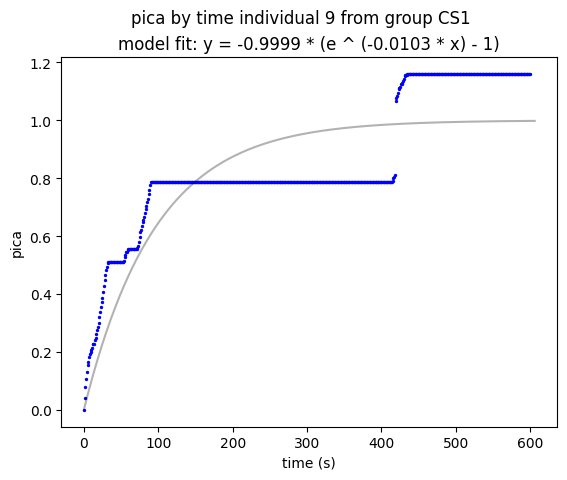 pica by time individual 9 from group CS1
model fit: y = -0.9999 * (e ^ (-0.0103 * x) - 1)
1.2
1.0
0.8
0.6
0.4
0.2
0.0
pica
0 100 200 300 400 500 600
time (s)